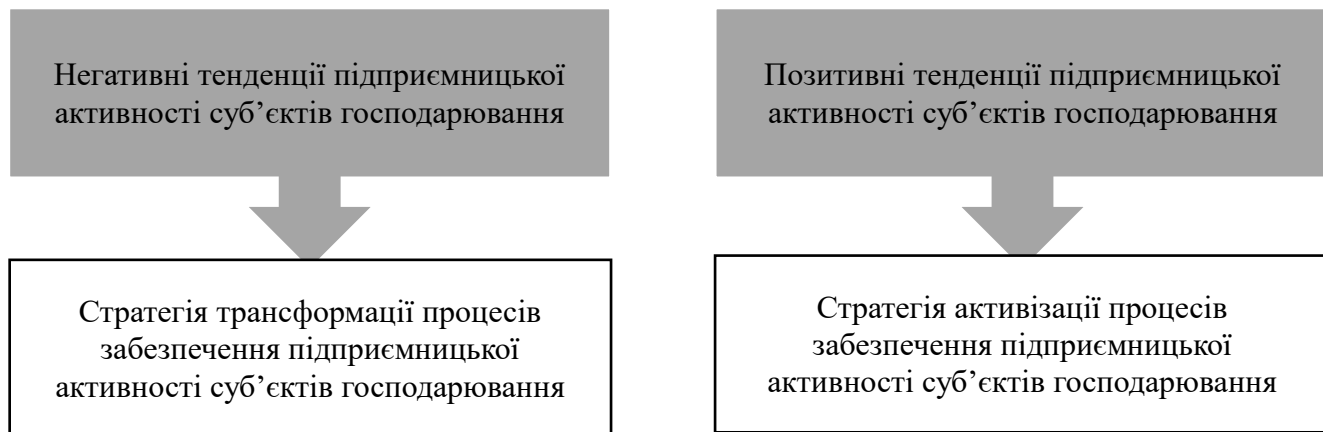 Негативні тенденції підприємницької
активності суб’єктів господарювання
Позитивні тенденції підприємницької
активності суб’єктів господарювання
Стратегія трансформації процесів
забезпечення підприємницької
активності суб’єктів господарювання
Стратегія активізації процесів
забезпечення підприємницької
активності суб’єктів господарювання